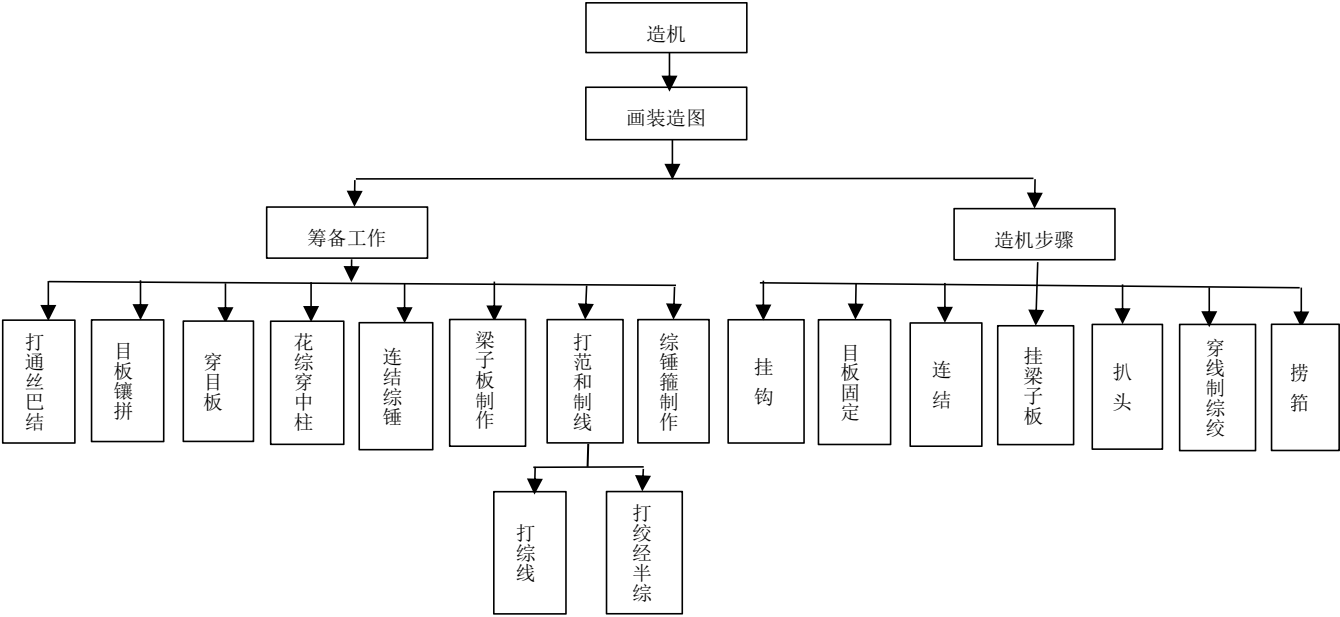 造机
画装造图
筹备工作
造机步骤
打通丝巴结
目板镶拼
穿目板
花综穿中柱
连结综锤
梁子板制作
打范和制线
综锤箍制作
挂钩
目板固定
连结
挂梁子板
扒头
穿线制综绞
捞筘
打综线
打绞经半综